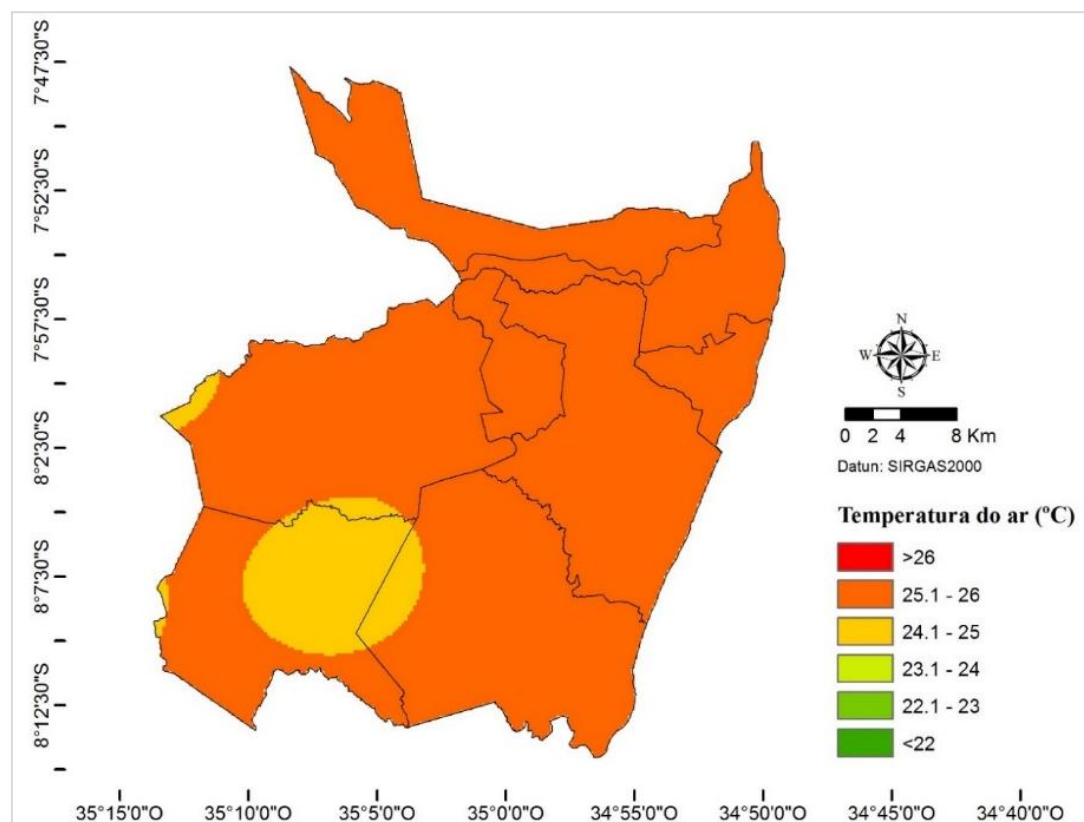 7°47'30"S
7°52'30"S
7°57'30"S
8°2'30"S
8°7'30"S
8°12'30"S
N
W E
S
0 2 4 8 Km
Datun: SIRGAS2000
Temperatura do ar (ºC)
>26
25.1 - 26
24.1 - 25
23.1 - 24
22.1 - 23
<22
35°15'0"O 35°10'0"O 35°5'0"O 35°0'0"O 34°55'0"O 34°50'0"O 34°45'0"O 34°40'0"O